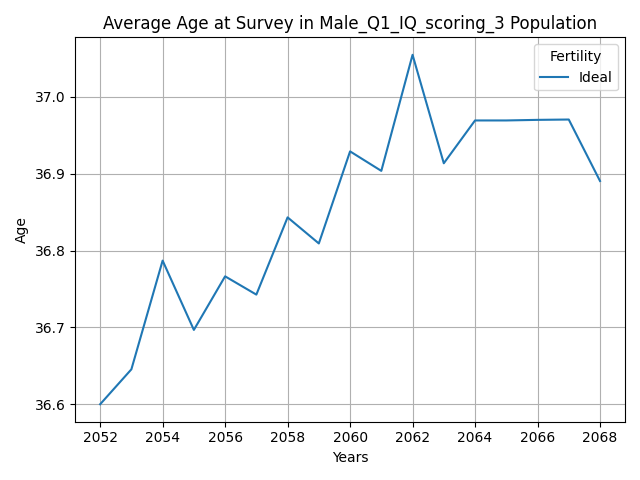 Average Age at Survey in Male_Q1_IQ_scoring_3 Population
Fertility
Ideal
Age
37.0
36.9
36.8
36.7
36.6
2052 2054 2056 2058 2060 2062 2064 2066 2068
Years